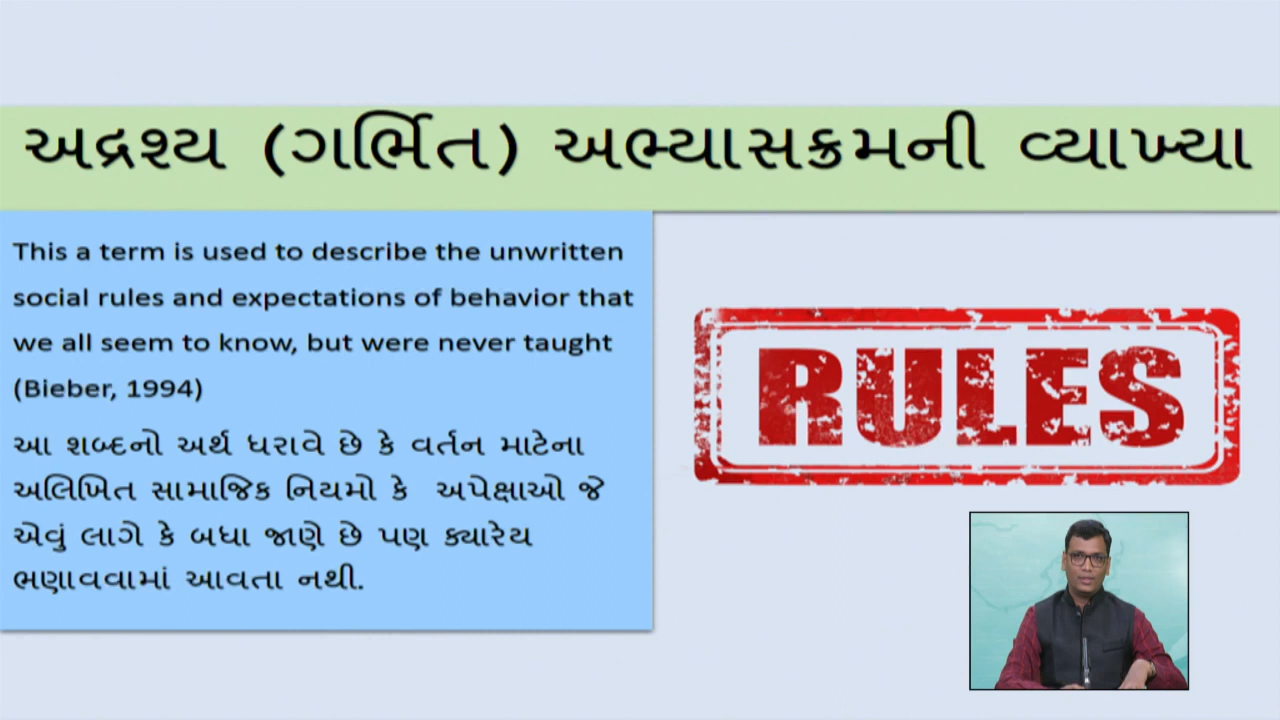 અદ્રશ્ય (ગર્ભિત) અભ્યાસક્રમની વ્યાખ્યા
This a term is used to describe the unwritten
social rules and expectations of behavior that
we all seem to know, but were never taught
(Bieber, 1994)
આ શબ્દનો અર્થ ધરાવે છે કે વર્તન માટેના
અલિખિત સામાજિક નિયમો કે અપેક્ષાઓ જે
એવું લાગે કે બધા જાણે છે પણ ક્યારેય
ભણાવવામાં આવતા નથી.
RULES